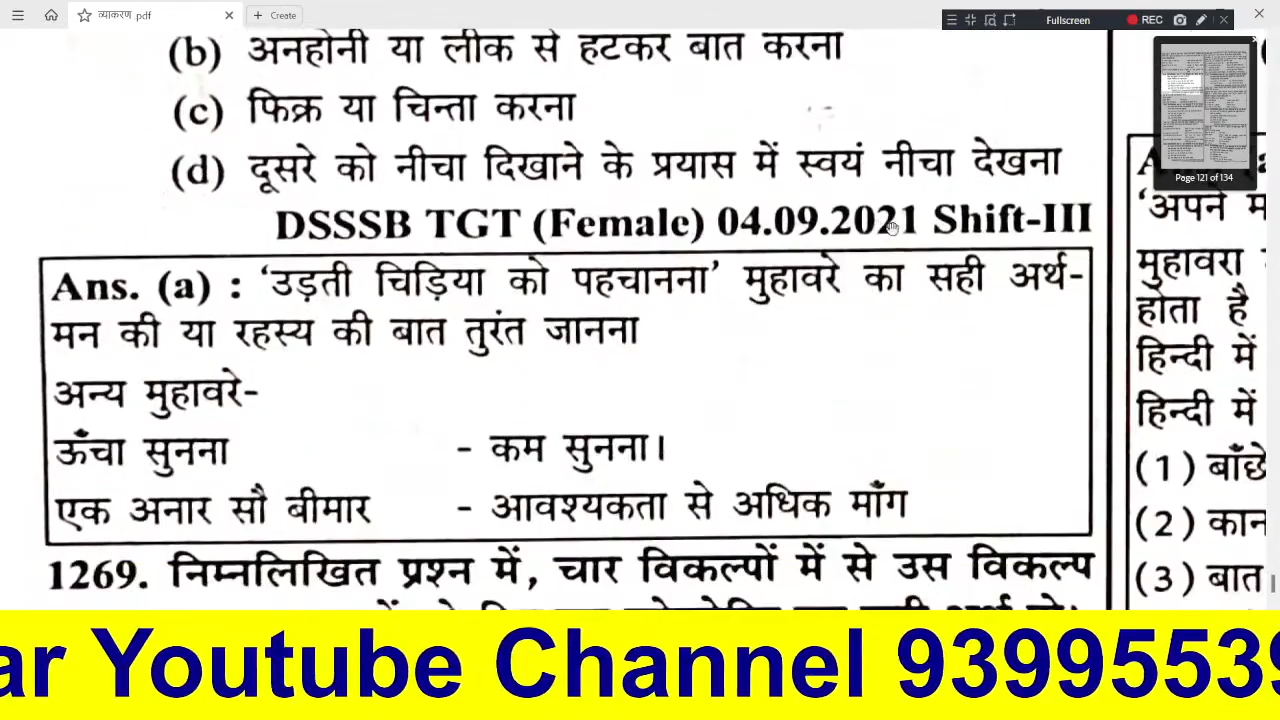 व्याकरण .pdf
Create
Fullscreen
REC
(b) अनहोनी या लीक से हटकर बात करना
(c) फिक्र या चिन्ता करना
(d) दूसरे को नीचा दिखाने के प्रयास में स्वयं नीचा देखना
DSSSB TGT (Female) 04.09.2021 Shift-III
Ans. (a) : ‘उड़ती चिड़िया को पहचानना’ मुहावरे का सही अर्थ-
मन की या रहस्य की बात तुरंत जानना
अन्य मुहावरे-
ऊँचा सुनना - कम सुनना।
एक अनार सौ बीमार - आवश्यकता से अधिक माँग
1269. निम्नलिखित प्रश्न में, चार विकल्पों में से उस विकल्प
Page 121 of 134
‘अपने म
मुहावरा
होता है
हिन्दी में
हिन्दी में
(1) बाँछे
(2) कान
(3) बात
ar Youtube Channel 93995539